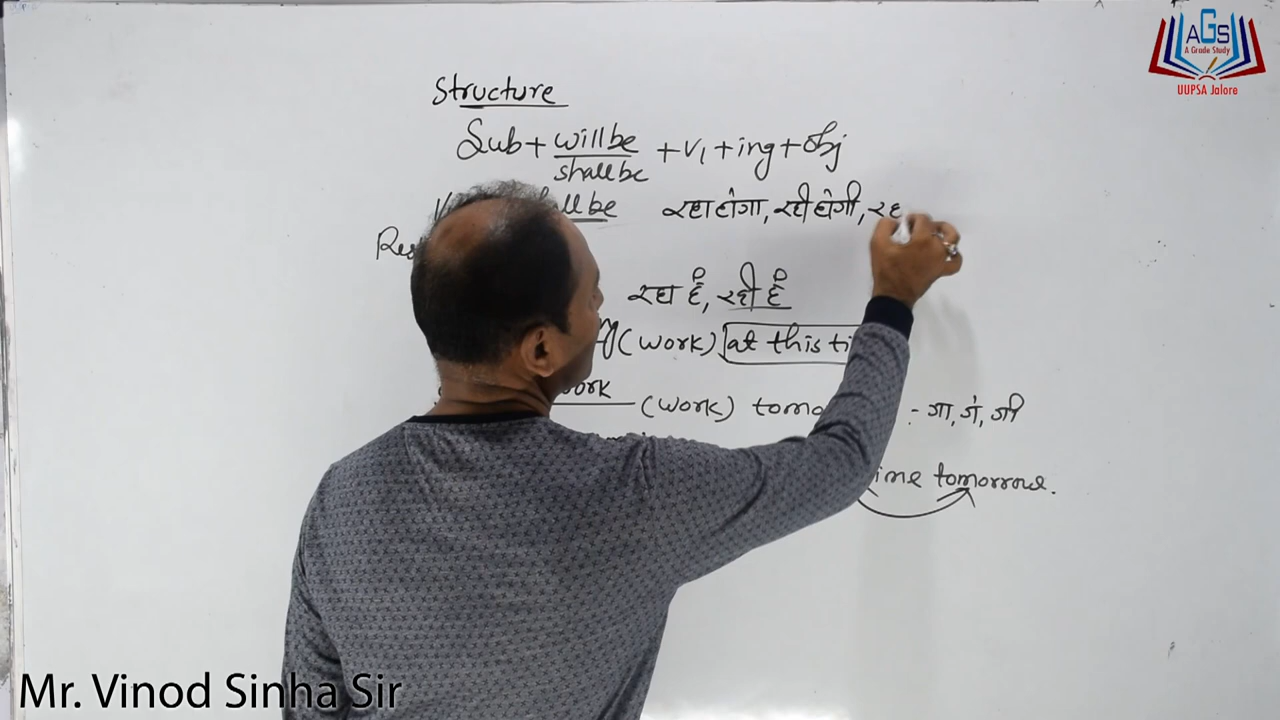 AGS
A Grade Study
UUPSA Jalore
Structure
Sub + will be + V1 + ing + obj
shall be
be रहा होगा, रही होगी, रह
रहा है, रही है
(work) at this ti
work (work) tomo - गा, गे, गी
ime tomorrow.
Mr. Vinod Sinha Sir